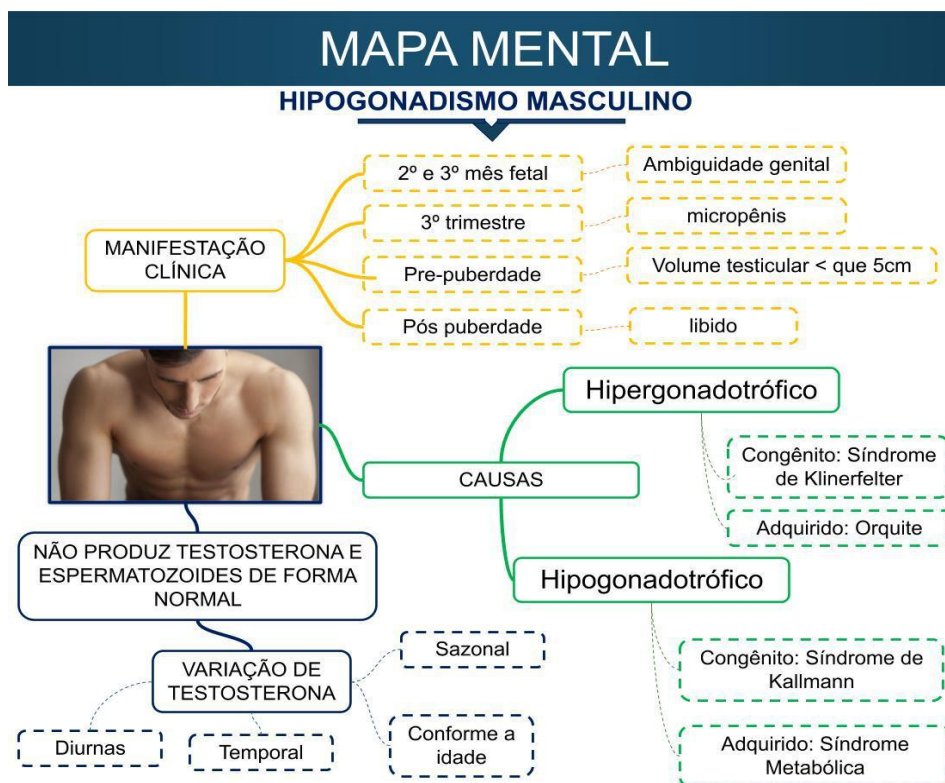 MAPA MENTAL
HIPOGONADISMO MASCULINO
MANIFESTAÇÃO
CLÍNICA
2º e 3º mês fetal
Ambiguidade genital
3º trimestre
micropênis
Pre-puberdade
Volume testicular < que 5cm
Pós puberdade
libido
CAUSAS
Hipergonadotrófico
Congênito: Síndrome
de Klinerfelter
Adquirido: Orquite
Hipogonadotrófico
Congênito: Síndrome de
Kallmann
Adquirido: Síndrome
Metabólica
NÃO PRODUZ TESTOSTERONA E
ESPERMATOZOIDES DE FORMA
NORMAL
VARIAÇÃO DE
TESTOSTERONA
Sazonal
Diurnas
Temporal
Conforme a
idade